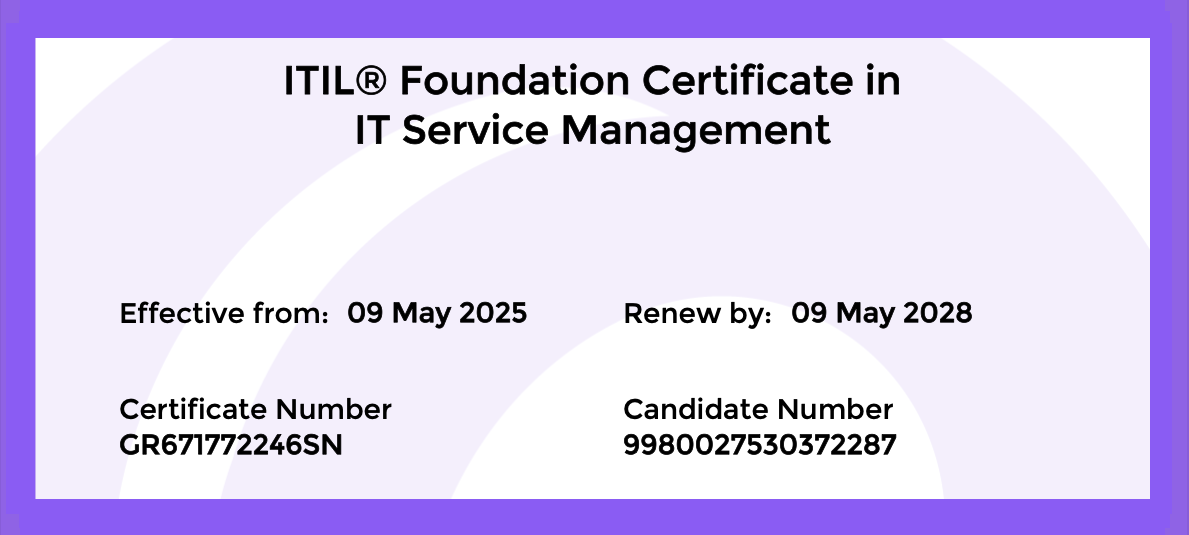 ITIL® Foundation Certificate in
IT Service Management
Effective from: 09 May 2025
Renew by: 09 May 2028
Certificate Number
GR671772246SN
Candidate Number
9980027530372287